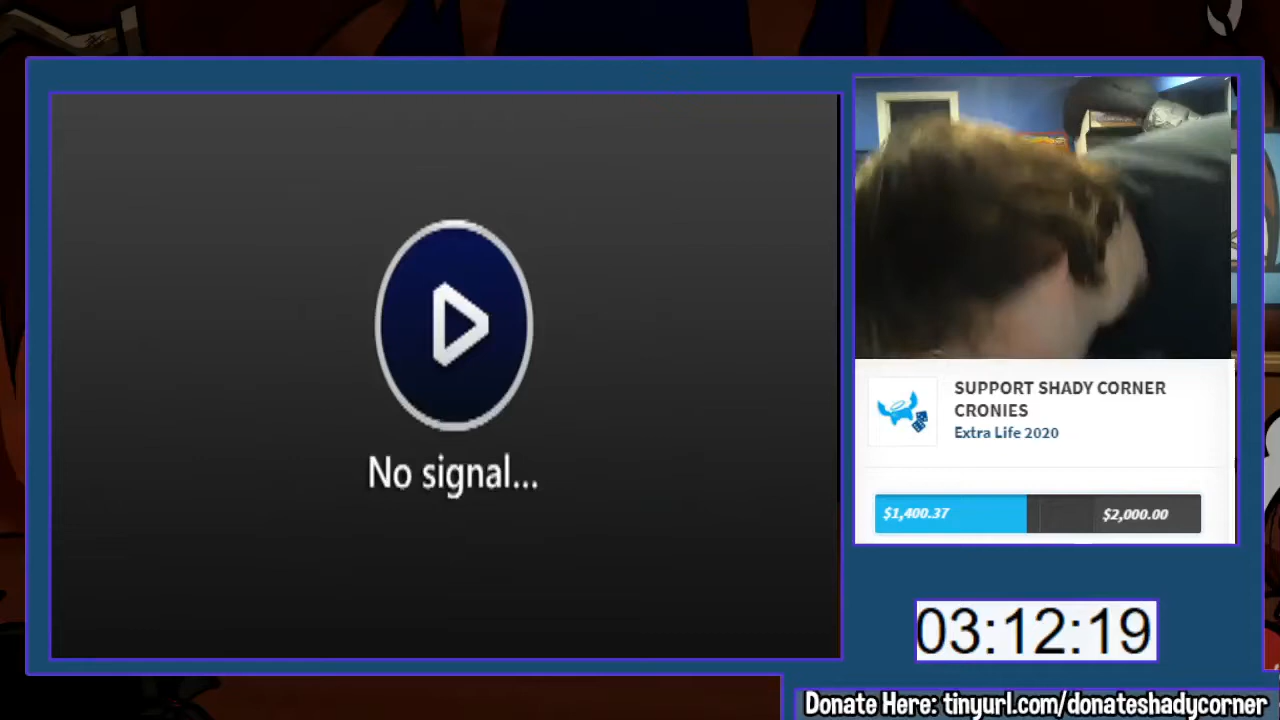 No signal...
SUPPORT SHADY CORNER
CRONIES
Extra Life 2020
$1,400.37
$2,000.00
03:12:19
Donate Here: tinyurl.com/donateshadycorner